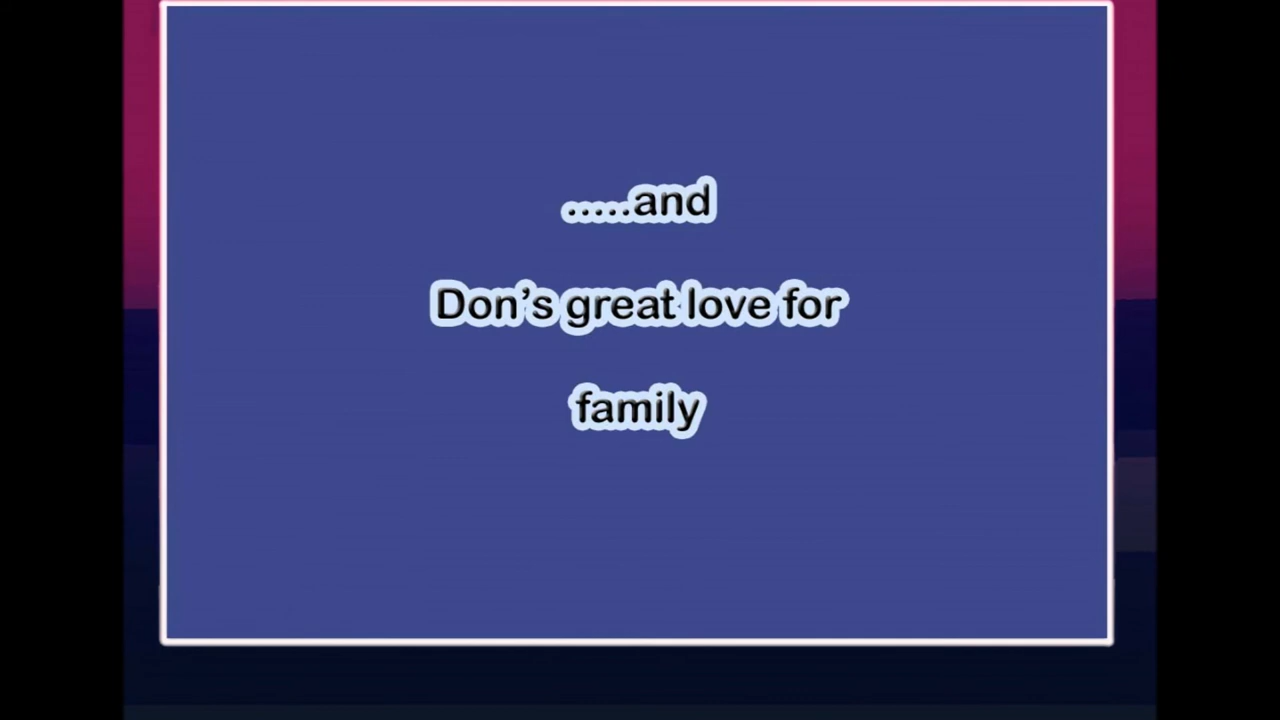 .....and
Don’s great love for
family